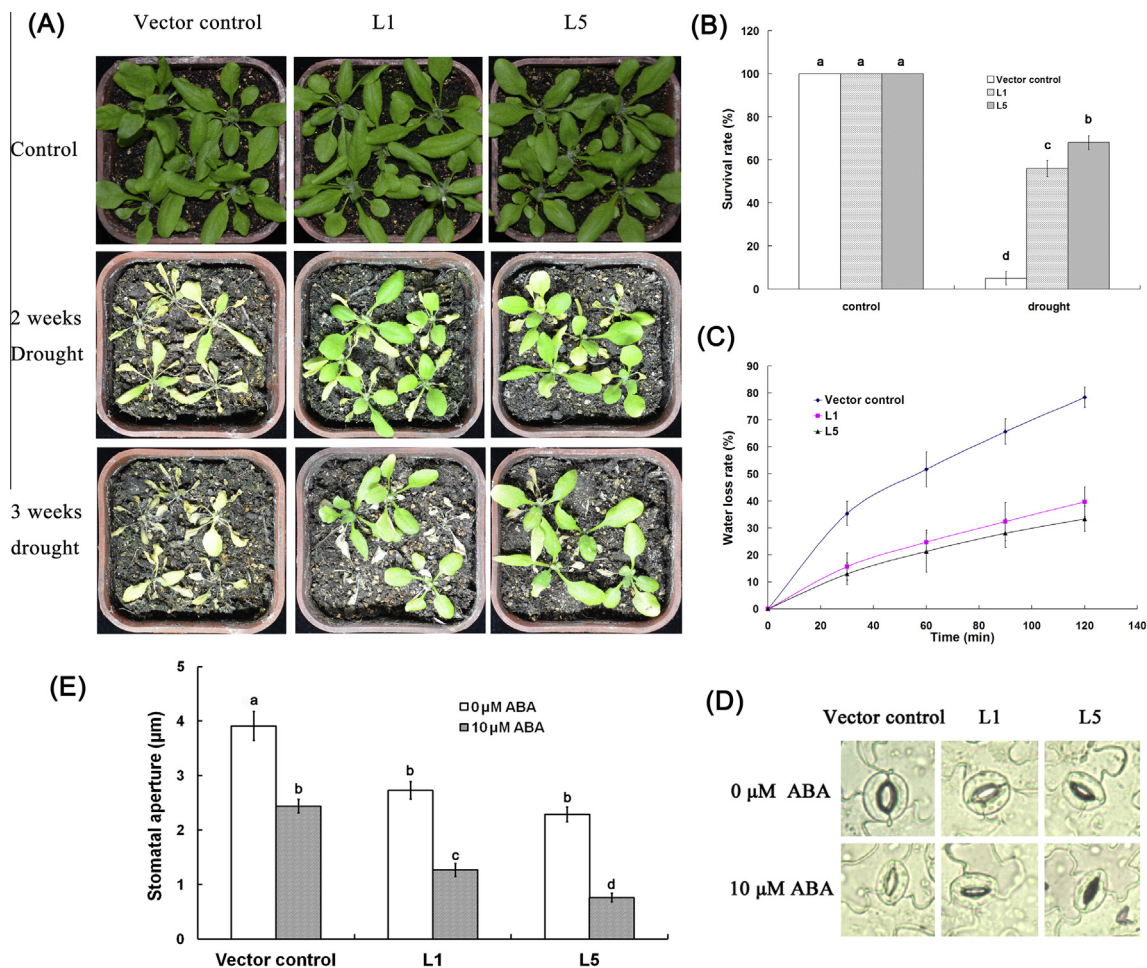 (A)
Vector control L1 L5
Control
2 weeks
Drought
3 weeks
drought
(B)
Survival rate (%)
120
100
80
60
40
20
0
a a a
d c b
Vector control
L1
L5
control drought
(C)
Water loss rate (%)
90
80
70
60
50
40
30
20
10
0
Vector control
L1
L5
0 20 40 60 80 100 120 140
Time (min)
(E)
Stomatal aperture (μm)
5
4
3
2
1
0
0 μM ABA
10 μM ABA
a b b c b d
Vector control L1 L5
(D)
Vector control L1 L5
0 μM ABA
10 μM ABA